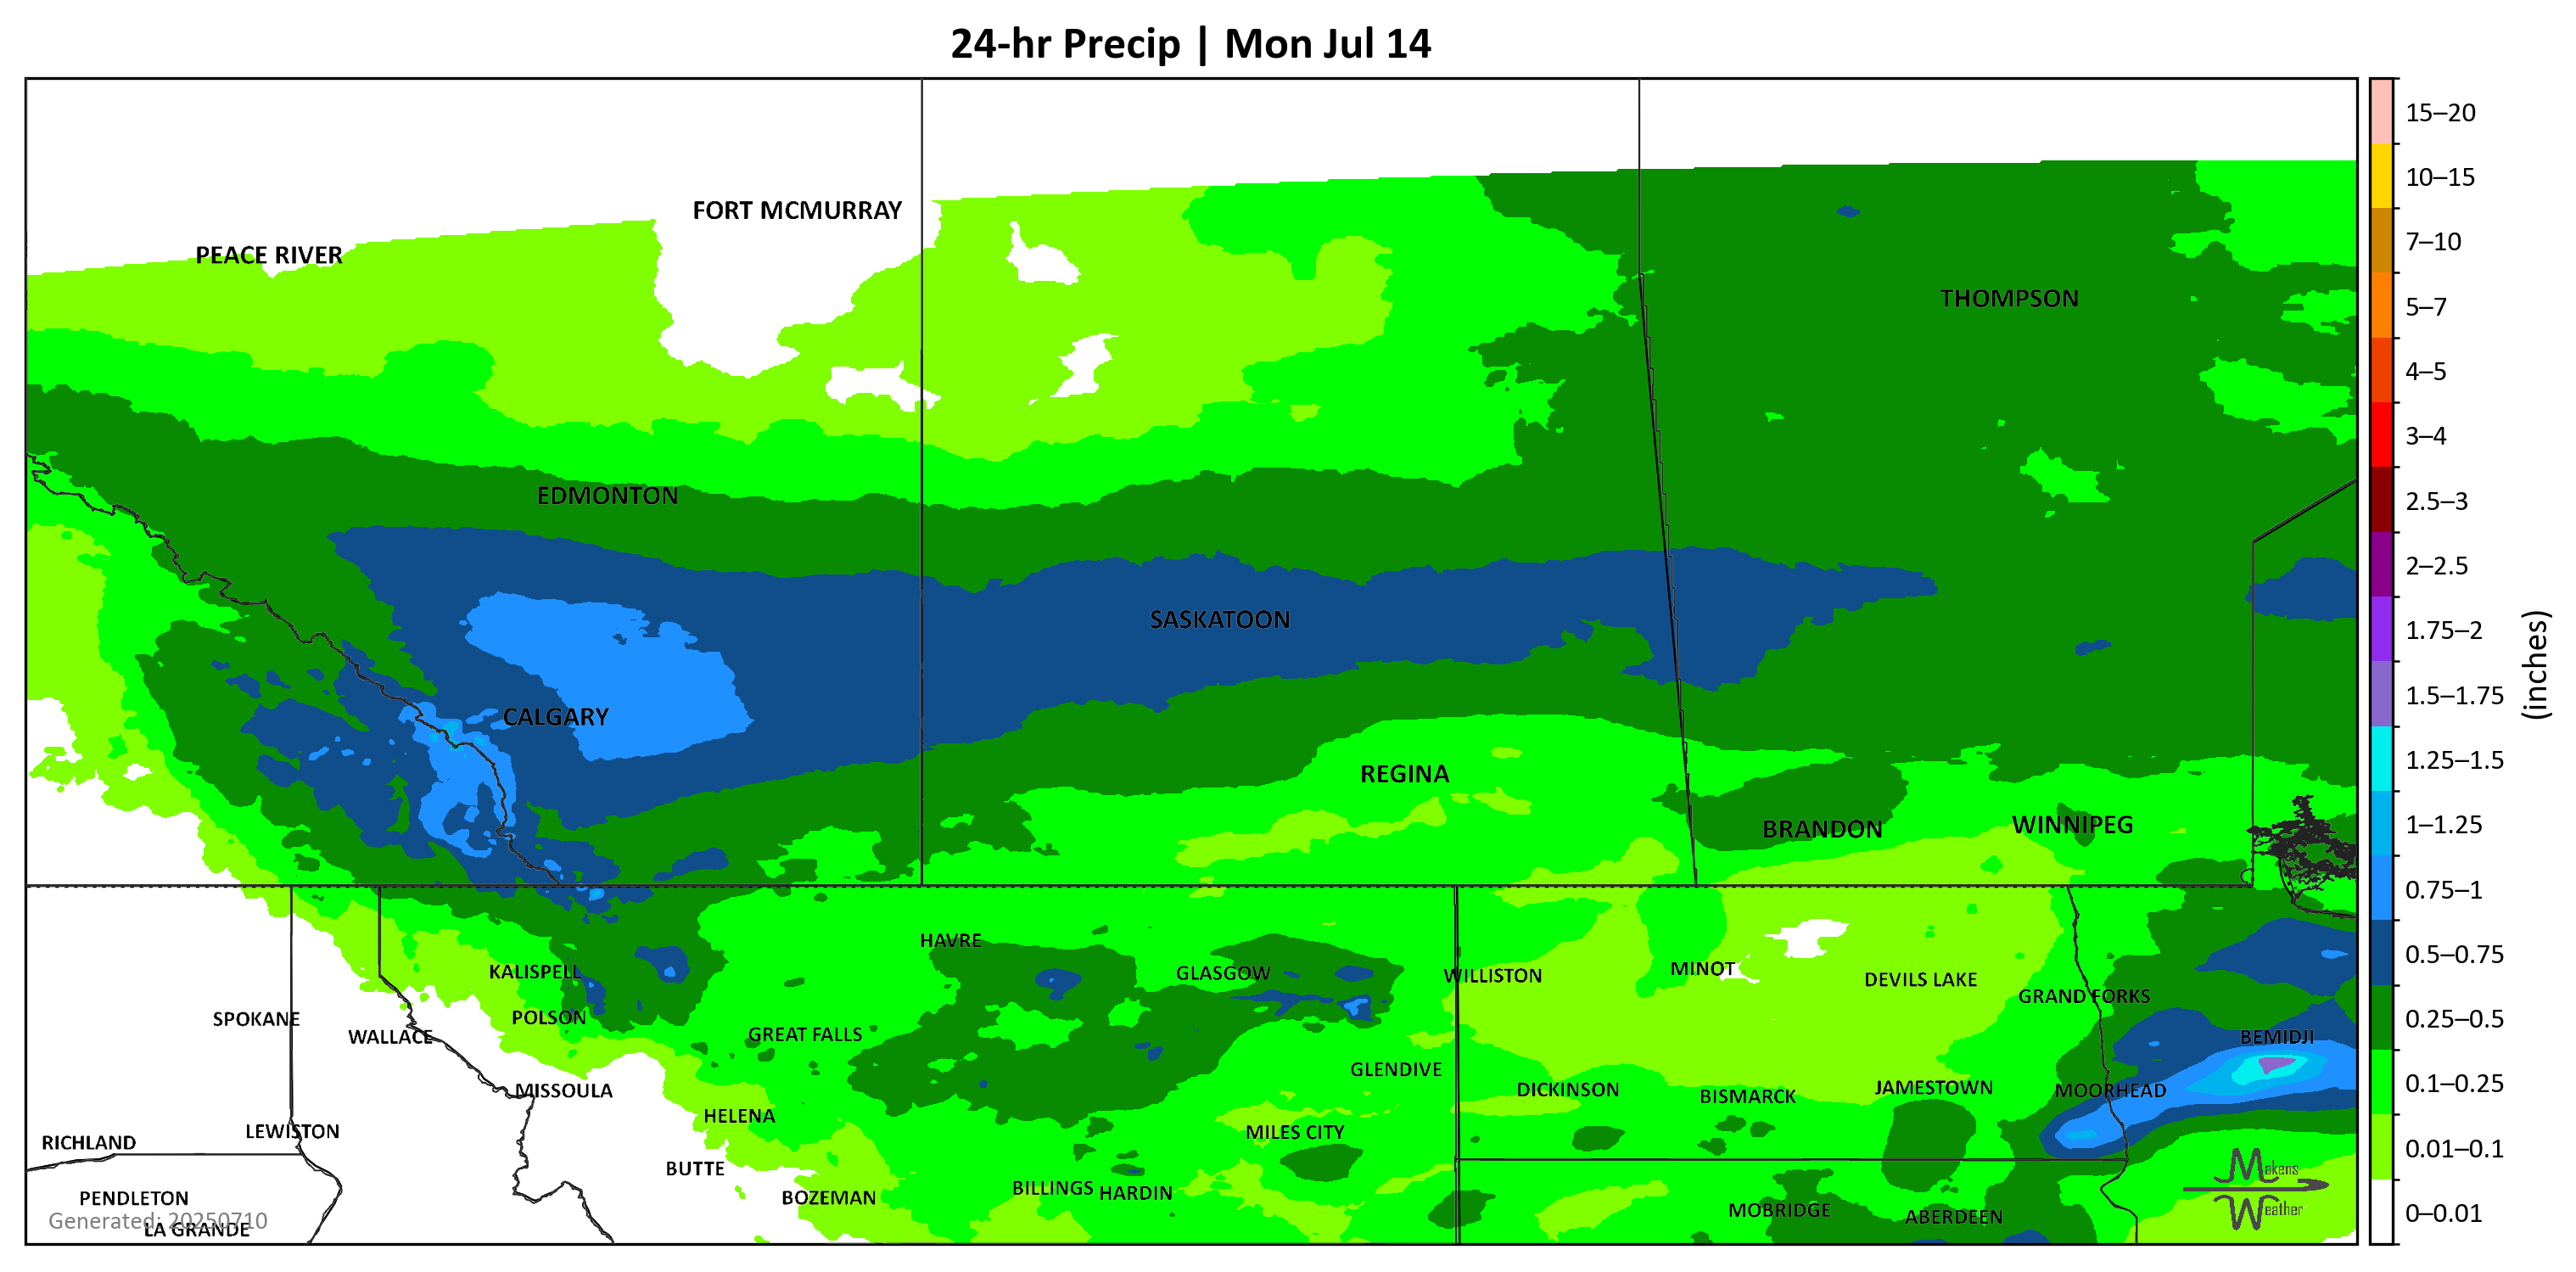 24-hr Precip | Mon Jul 14
15–20
10–15
7–10
5–7
4–5
3–4
2.5–3
2–2.5
1.75–2
1.5–1.75
1.25–1.5
1–1.25
0.75–1
0.5–0.75
0.25–0.5
0.1–0.25
0.01–0.1
0–0.01
(inches)
FORT MCMURRAY
PEACE RIVER
THOMPSON
EDMONTON
SASKATOON
CALGARY
REGINA
BRANDON
WINNIPEG
HAVRE
KALISPELL
GLASGOW
WILLISTON
MINOT
DEVILS LAKE
GRAND FORKS
SPOKANE
POLSON
WALLACE
GREAT FALLS
BEMIDJI
GLENDIVE
MISSOULA
DICKINSON
BISMARCK
JAMESTOWN
MOORHEAD
HELENA
RICHLAND
LEWISTON
MILES CITY
BUTTE
PENDLETON
BOZEMAN
BILLINGS
HARDIN
MOBRIDGE
ABERDEEN
LA GRANDE
Generated: 20250710
Makens
Weather